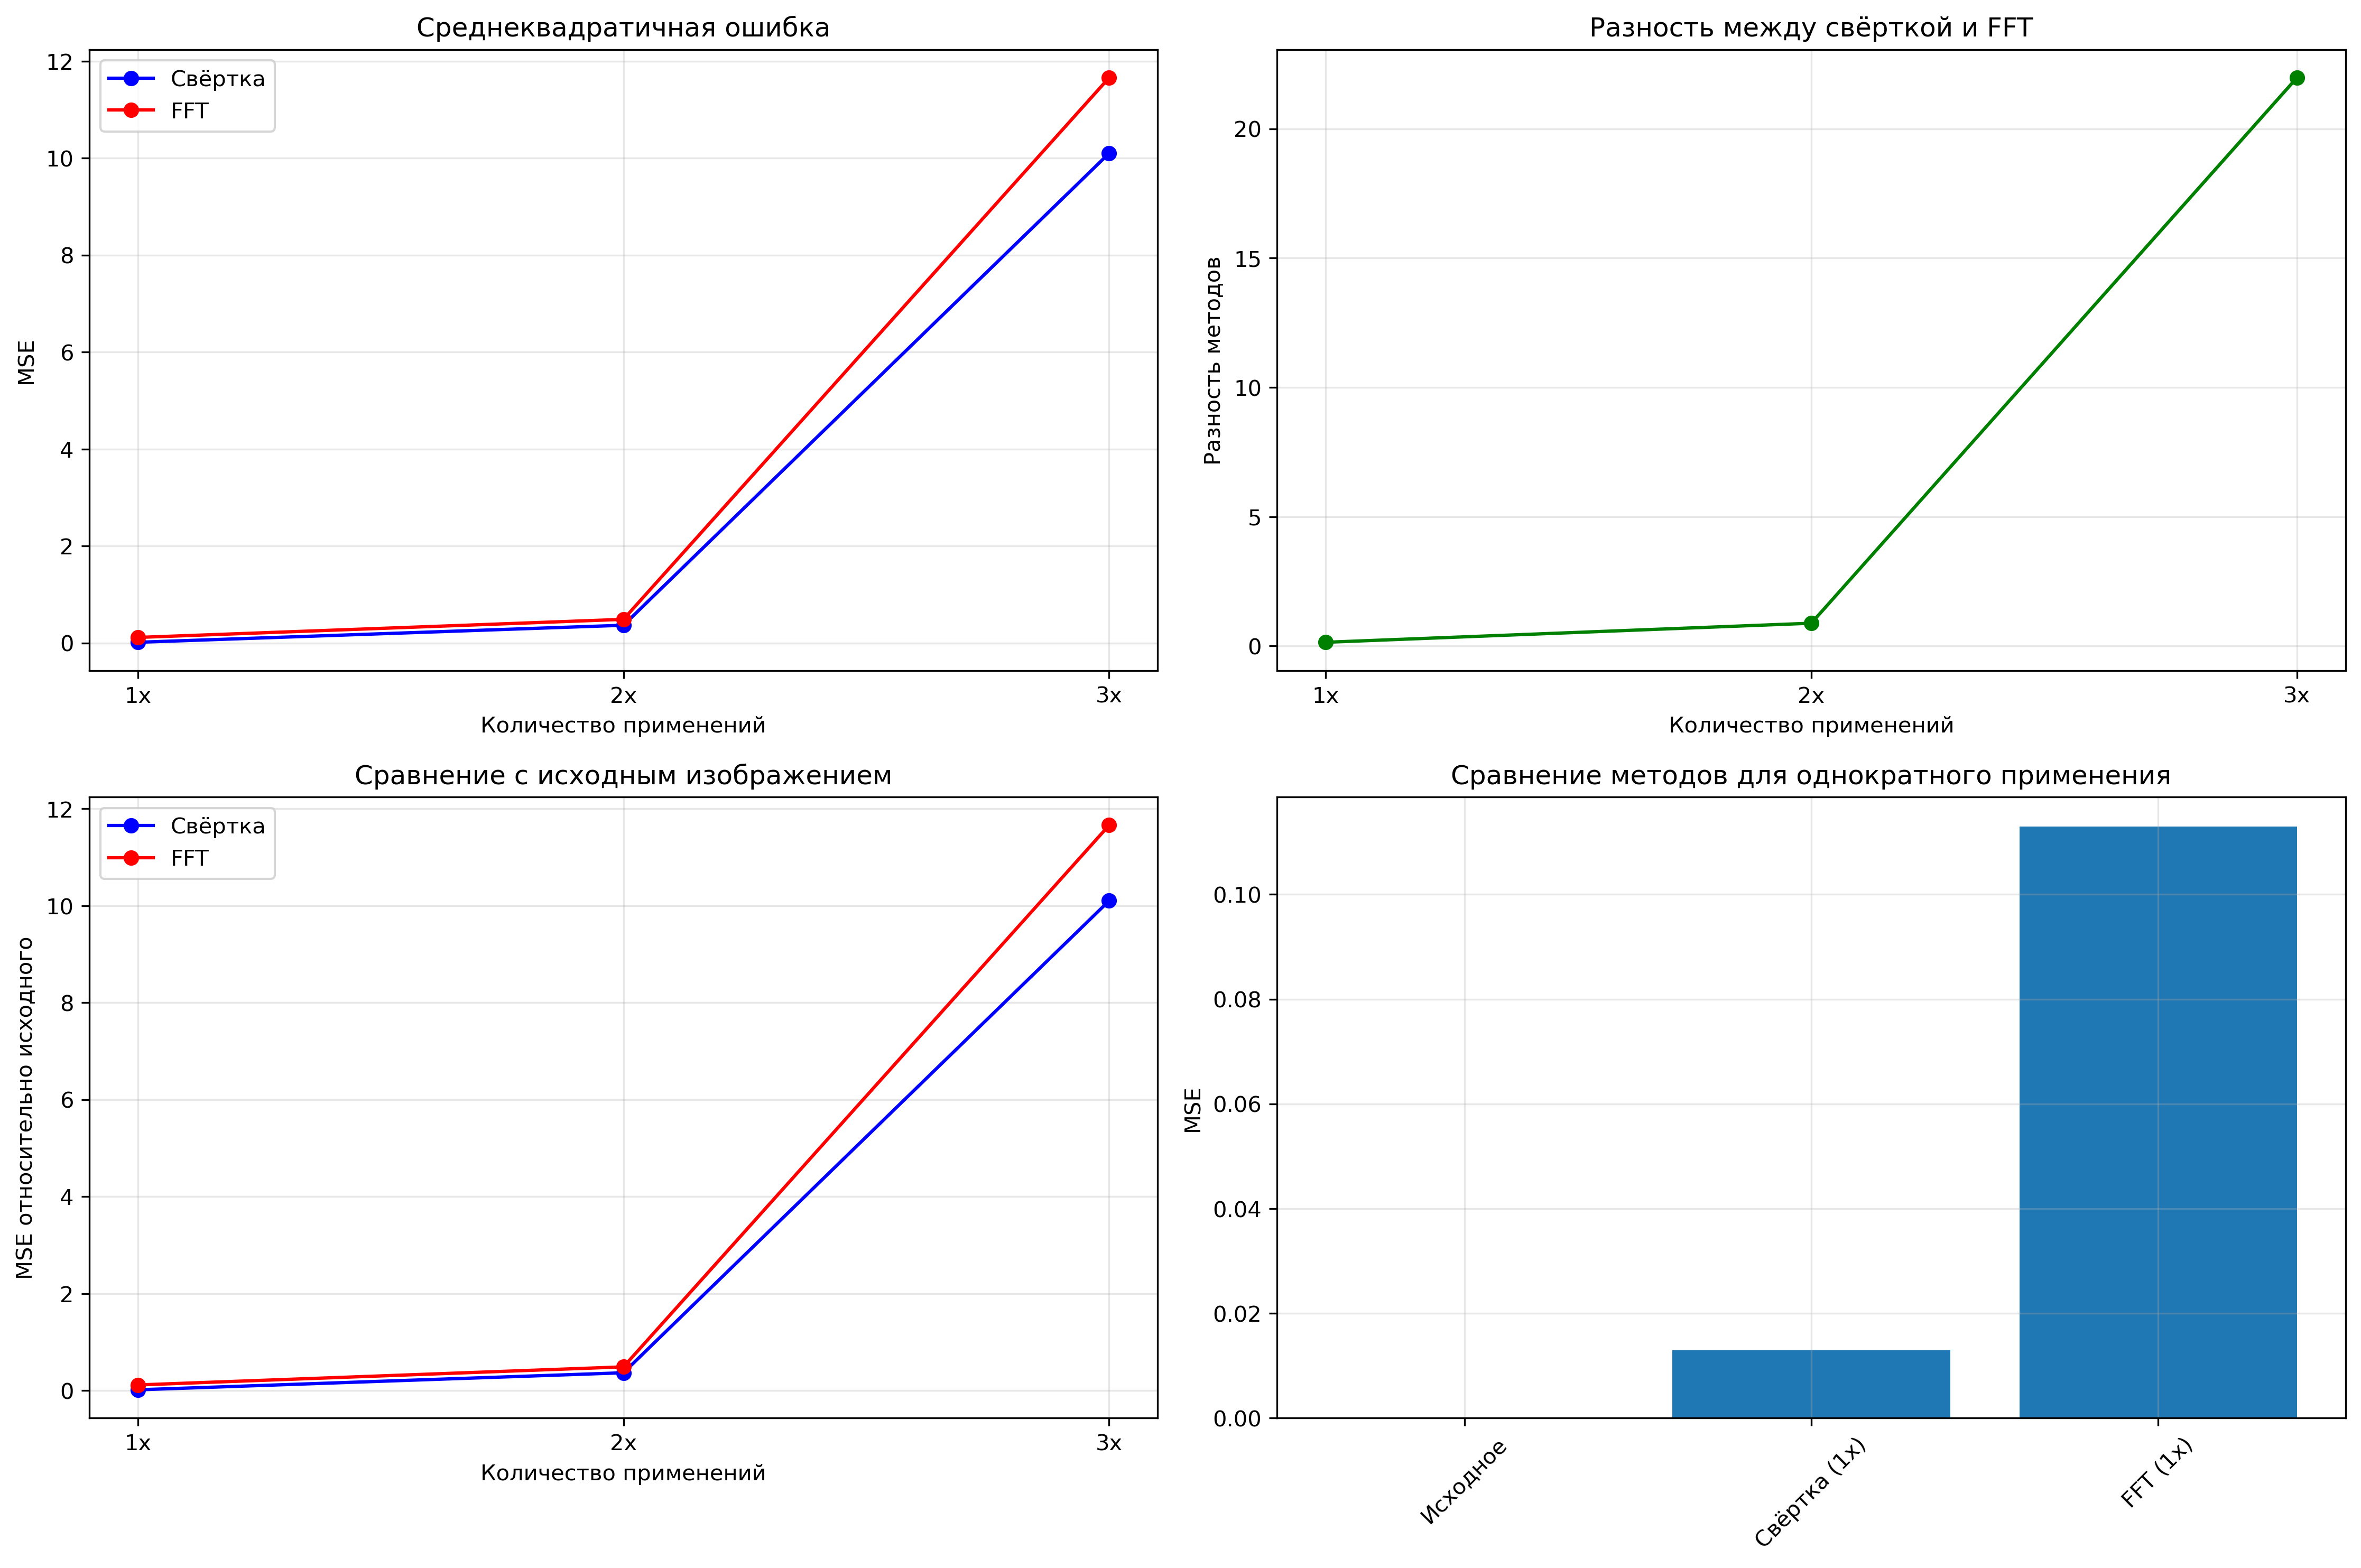 Среднеквадратичная ошибка
12
10
8
6
4
2
0
MSE
Свёртка
FFT
1x
2x
3x
Количество применений
Разность между свёрткой и FFT
20
15
10
5
0
Разность методов
1x
2x
3x
Количество применений
Сравнение с исходным изображением
12
10
8
6
4
2
0
MSE относительно исходного
Свёртка
FFT
1x
2x
3x
Количество применений
Сравнение методов для однократного применения
0.10
0.08
0.06
0.04
0.02
0.00
MSE
Исходное
Свёртка (1x)
FFT (1x)